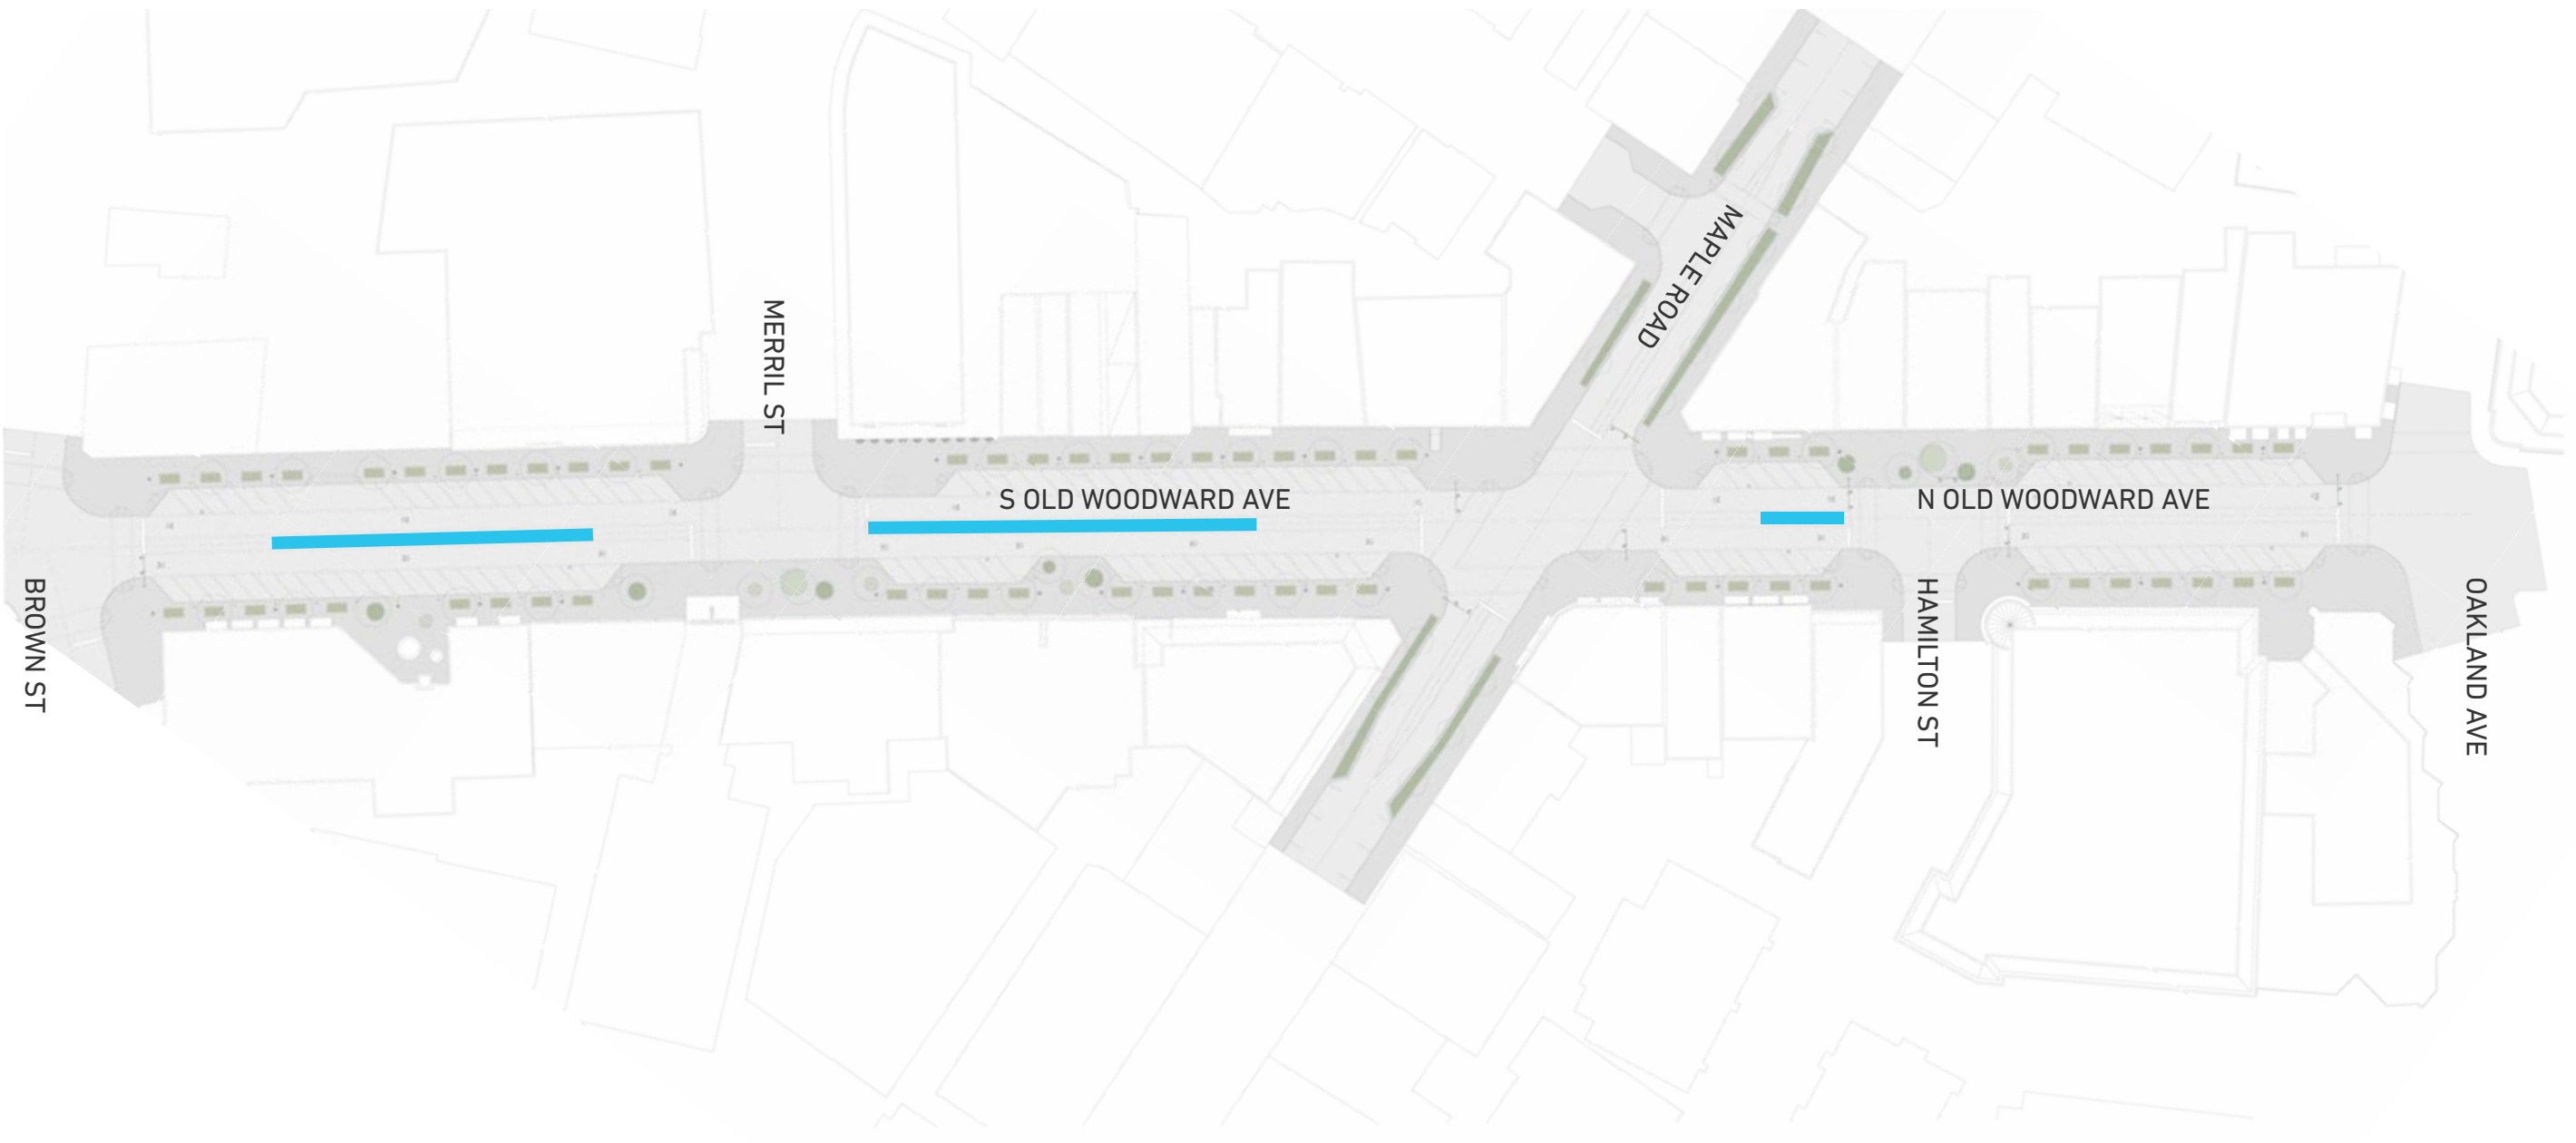 MAPLE ROAD
MERRIL ST
S OLD WOODWARD AVE
N OLD WOODWARD AVE
BROWN ST
HAMILTON ST
OAKLAND AVE